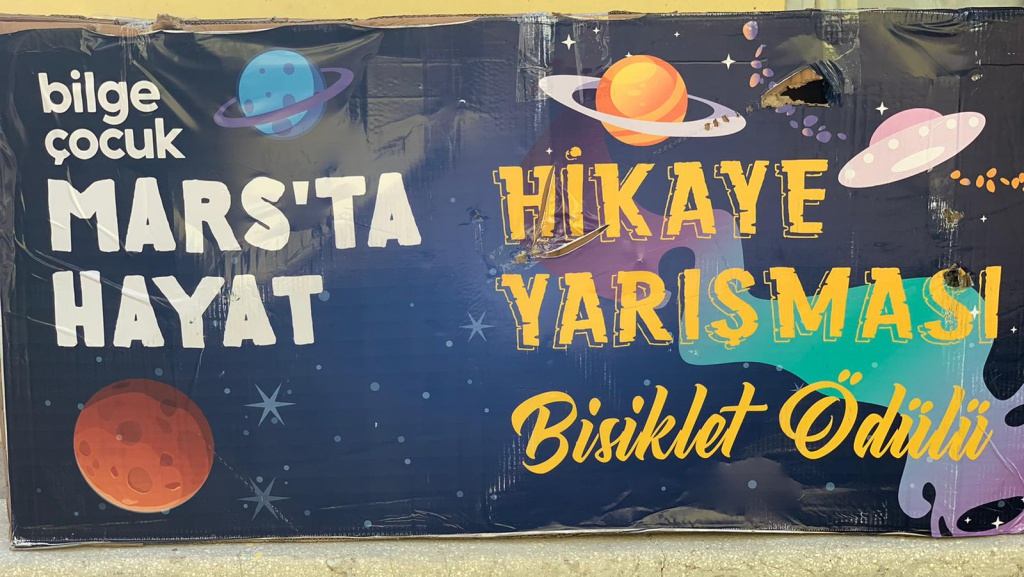 bilge
çocuk
MARS'TA
HAYAT
HİKAYE
YARIŞMASI
Bisiklet Ödülü